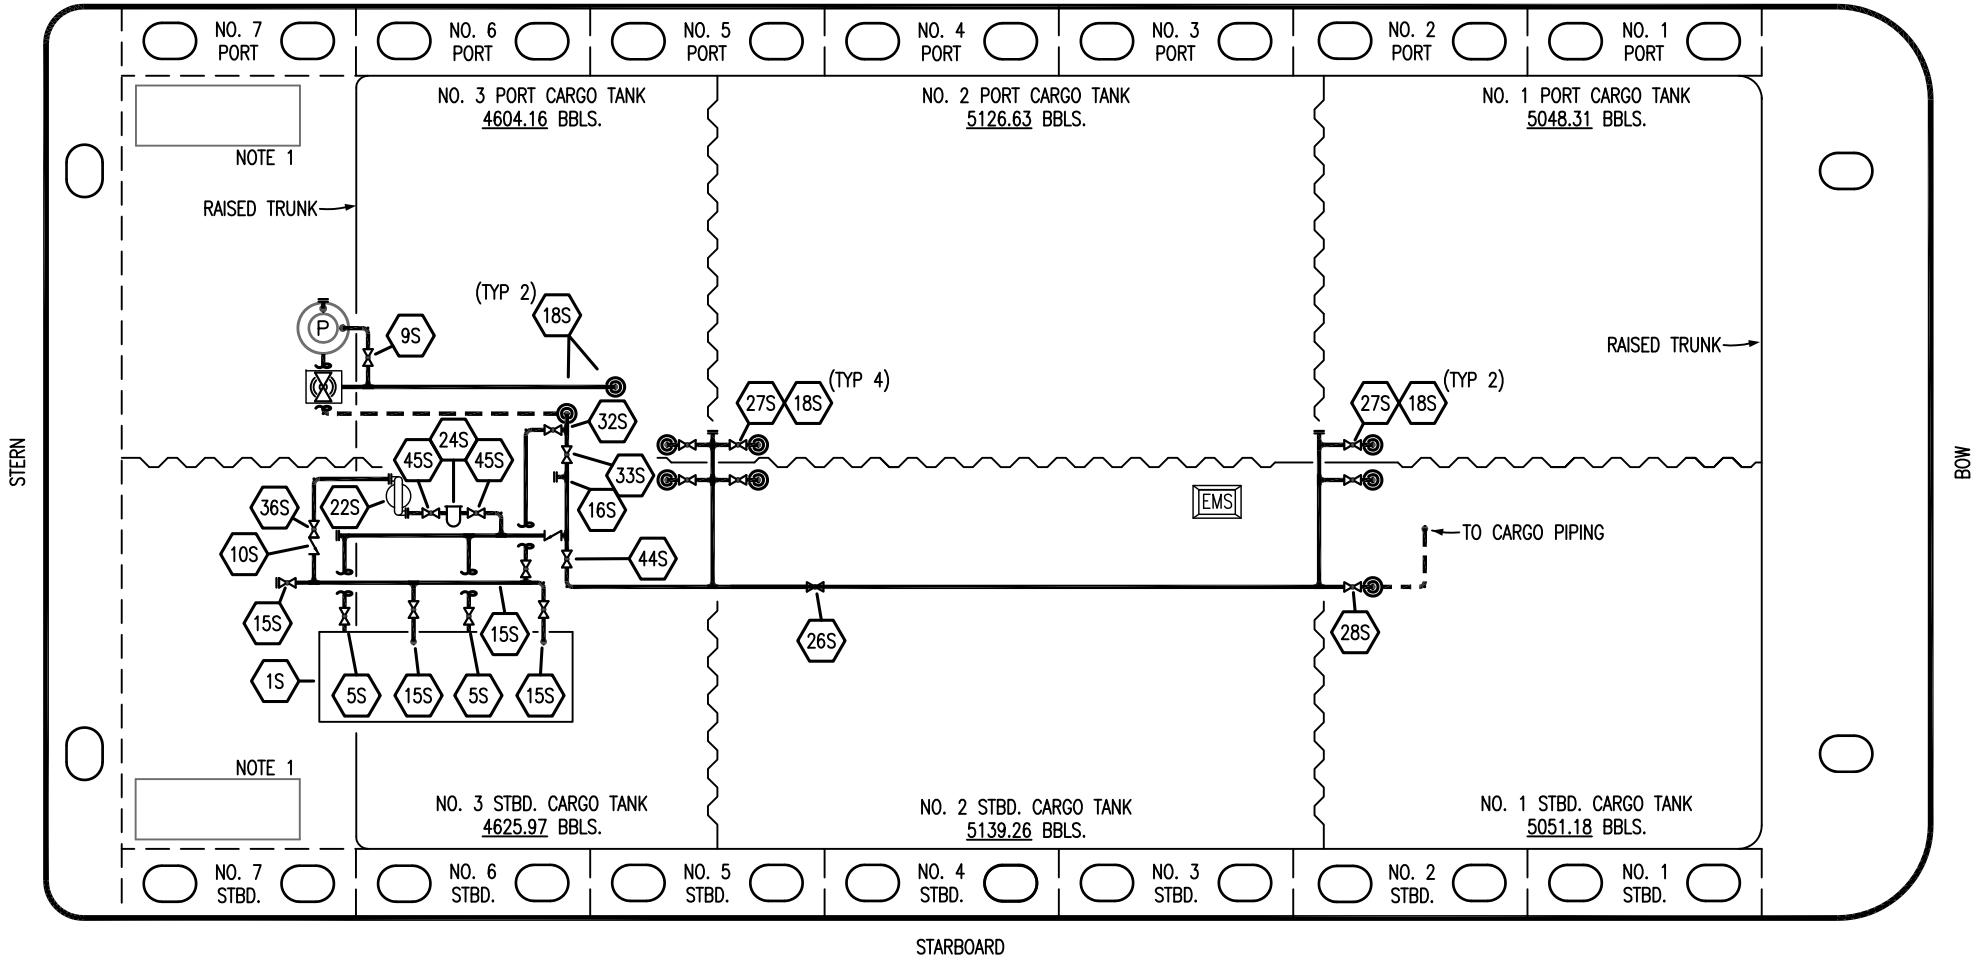 NO. 7
PORT
NO. 6
PORT
NO. 5
PORT
NO. 4
PORT
NO. 3
PORT
NO. 2
PORT
NO. 1
PORT
NO. 3 PORT CARGO TANK
4604.16 BBLS.
NO. 2 PORT CARGO TANK
5126.63 BBLS.
NO. 1 PORT CARGO TANK
5048.31 BBLS.
NOTE 1
RAISED TRUNK
(TYP 2)
18S
P
9S
RAISED TRUNK
27S
18S
(TYP 4)
27S
18S
(TYP 2)
32S
24S
45S
45S
33S
STERN
BOW
36S
22S
16S
EMS
10S
44S
TO CARGO PIPING
15S
15S
26S
28S
1S
5S
15S
5S
15S
NOTE 1
NO. 3 STBD. CARGO TANK
4625.97 BBLS.
NO. 2 STBD. CARGO TANK
5139.26 BBLS.
NO. 1 STBD. CARGO TANK
5051.18 BBLS.
NO. 7
STBD.
NO. 6
STBD.
NO. 5
STBD.
NO. 4
STBD.
NO. 3
STBD.
NO. 2
STBD.
NO. 1
STBD.
STARBOARD